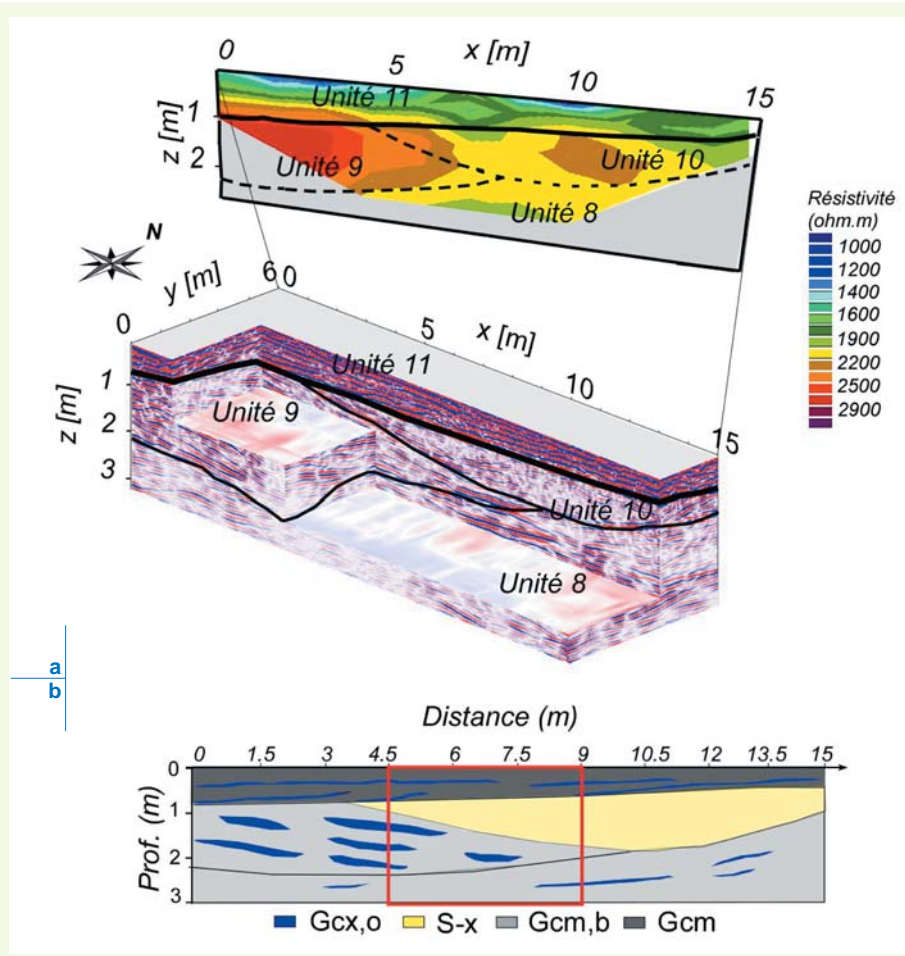 0
x [m]
5
10
15
Unité 11
1
z [m]
2
Unité 9
Unité 10
Unité 8
Résistivité
(ohm.m)
1000
1200
1400
1600
1900
2200
2500
2900
N
y [m]
6 0
0
5
x [m]
10
15
Unité 11
1
z [m]
2
3
Unité 9
Unité 10
Unité 8
a
b
Distance (m)
0 1.5 3 4.5 6 7.5 9 10.5 12 13.5 15
Prof. (m)
0
1
2
3
Gcx,o S-x Gcm,b Gcm